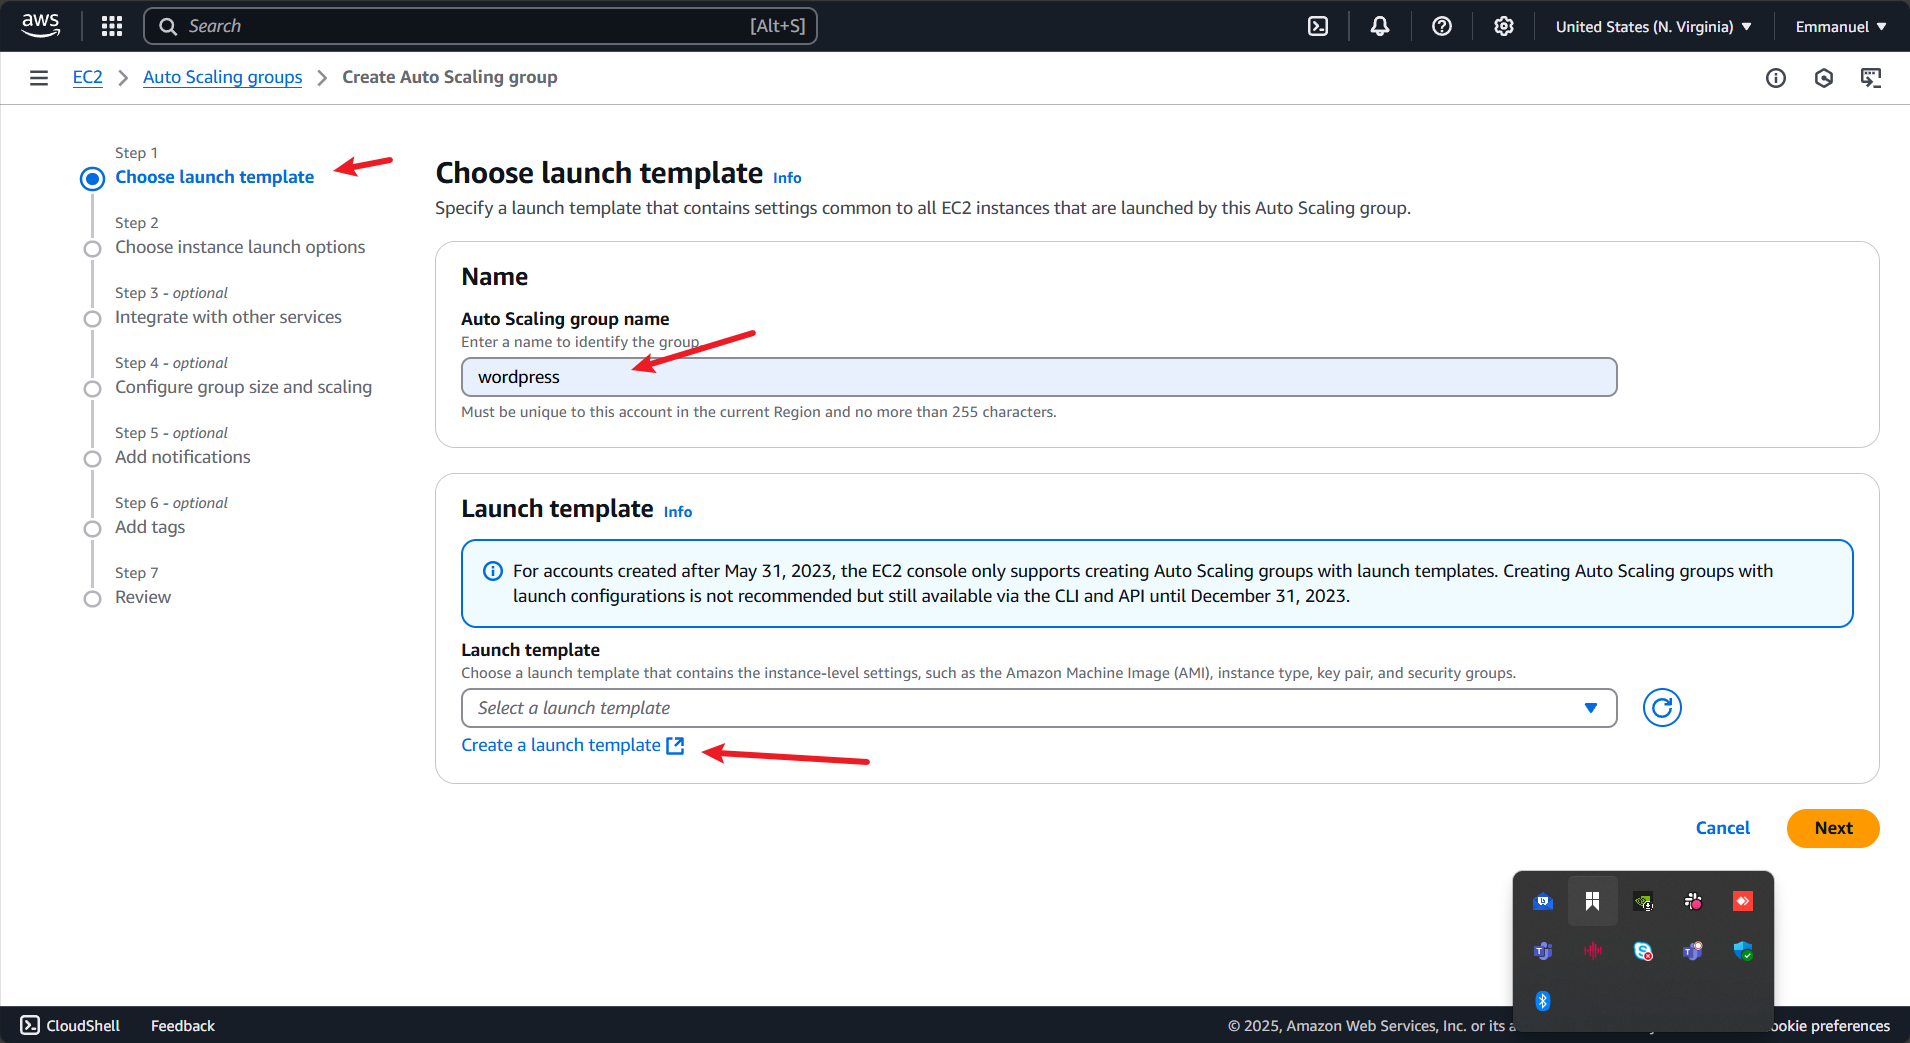 aws
Search
[Alt+S]
United States (N. Virginia)
Emmanuel
EC2
Auto Scaling groups
Create Auto Scaling group
Step 1
Choose launch template
Step 2
Choose instance launch options
Step 3 - optional
Integrate with other services
Step 4 - optional
Configure group size and scaling
Step 5 - optional
Add notifications
Step 6 - optional
Add tags
Step 7
Review
Choose launch template Info
Specify a launch template that contains settings common to all EC2 instances that are launched by this Auto Scaling group.
Name
Auto Scaling group name
Enter a name to identify the group.
wordpress
Must be unique to this account in the current Region and no more than 255 characters.
Launch template Info
For accounts created after May 31, 2023, the EC2 console only supports creating Auto Scaling groups with launch templates. Creating Auto Scaling groups with
launch configurations is not recommended but still available via the CLI and API until December 31, 2023.
Launch template
Choose a launch template that contains the instance-level settings, such as the Amazon Machine Image (AMI), instance type, key pair, and security groups.
Select a launch template
Create a launch template
Cancel
Next
CloudShell
Feedback
© 2025, Amazon Web Services, Inc. or its
ookie preferences